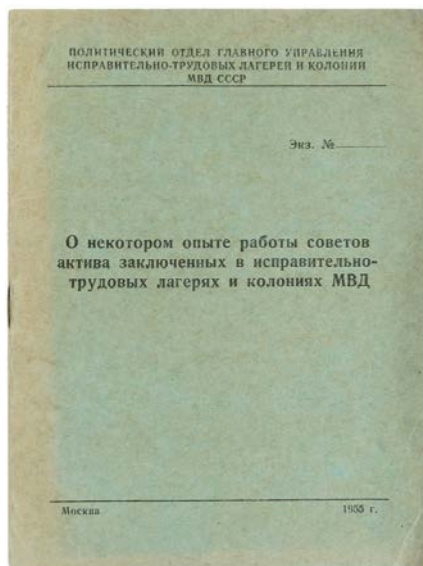 ПОЛИТИЧЕСКИЙ ОТДЕЛ ГЛАВНОГО УПРАВЛЕНИЯ
ИСПРАВИТЕЛЬНО-ТРУДОВЫХ ЛАГЕРЕЙ И КОЛОНИЙ
МВД СССР
Экз. №
О некотором опыте работы советов
актива заключенных в исправительно-
трудовых лагерях и колониях МВД
Москва
1955 г.